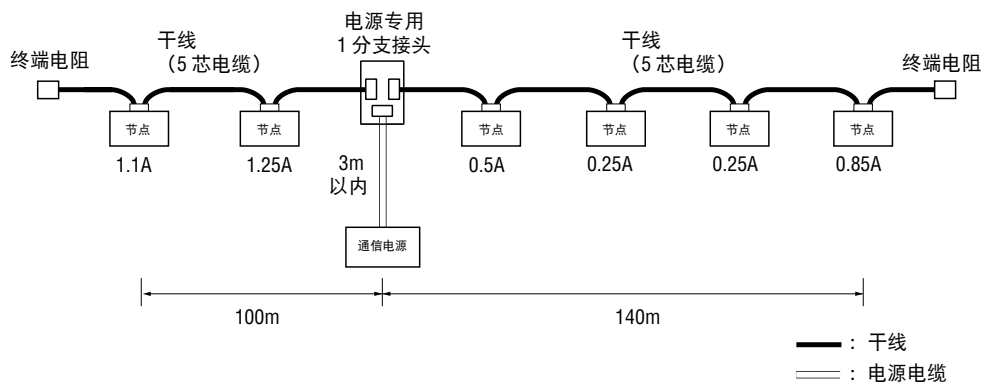 电源专用
1 分支接头
干线
（5 芯电缆）
干线
（5 芯电缆）
终端电阻
终端电阻
节点
节点
节点
节点
节点
节点
1.1A
1.25A
3m
以内
0.5A
0.25A
0.25A
0.85A
通信电源
100m
140m
： 干线
： 电源电缆